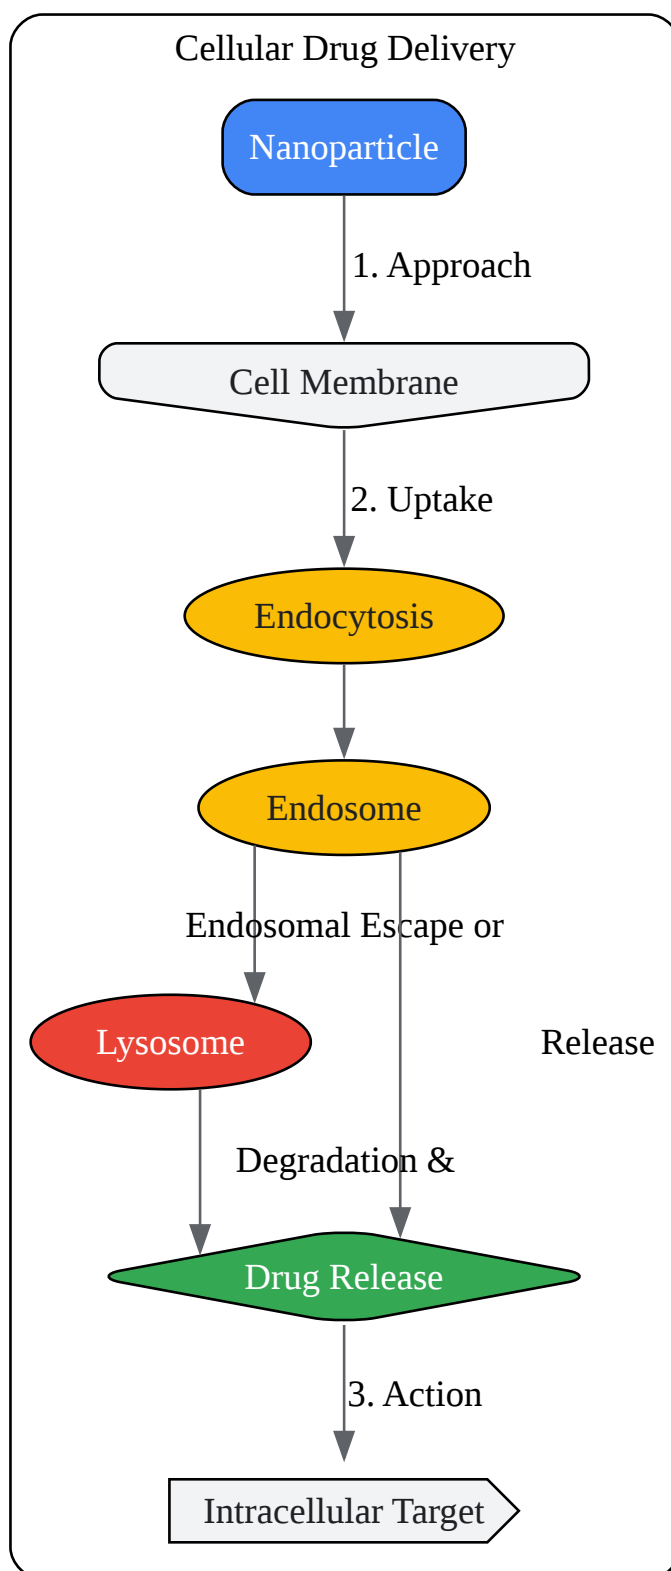 Cellular Drug Delivery
Nanoparticle
1. Approach
Cell Membrane
2. Uptake
Endocytosis
Endosome
Endosomal Escape or
Lysosome
Release
Degradation &
Drug Release
3. Action
Intracellular Target